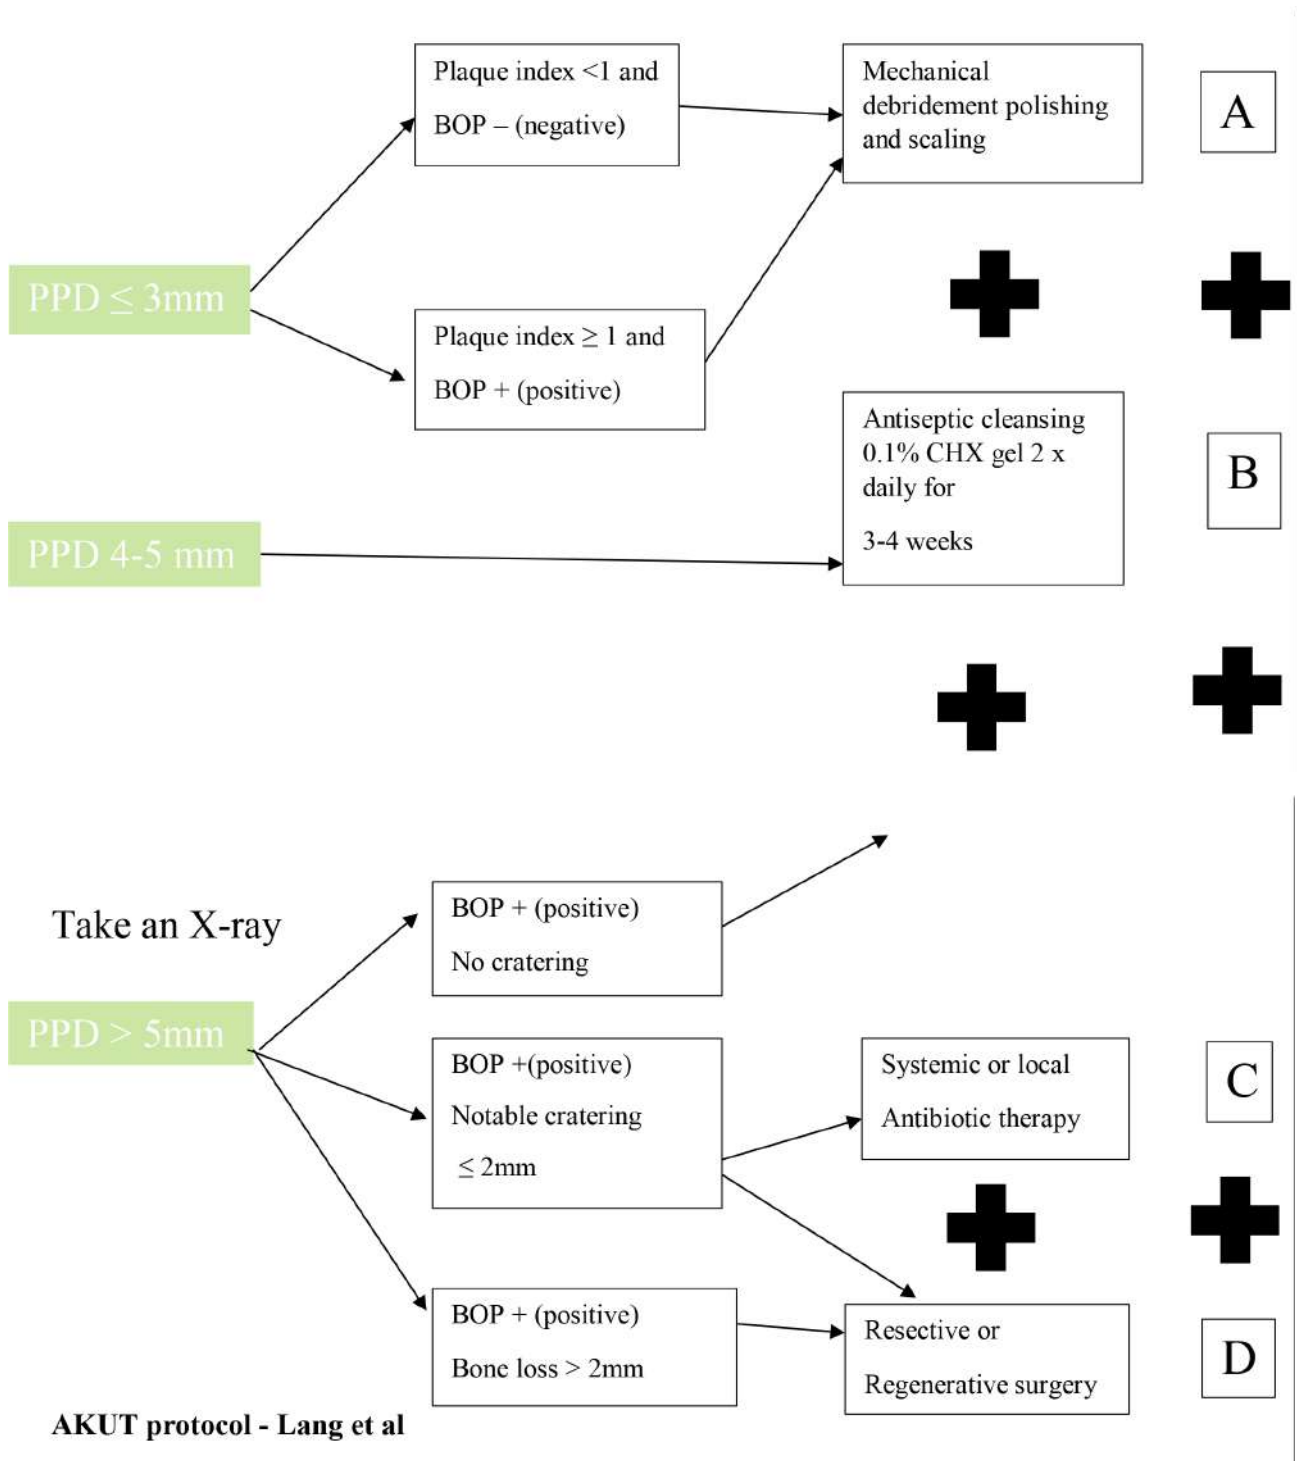 Plaque index <1 and
BOP – (negative)
Mechanical
debridement polishing
and scaling
A
PPD ≤ 3mm
Plaque index ≥ 1 and
BOP + (positive)
Antiseptic cleansing
0.1% CHX gel 2 x
daily for
3-4 weeks
B
PPD 4-5 mm
Take an X-ray
PPD > 5mm
BOP + (positive)
No cratering
BOP +(positive)
Notable cratering
≤ 2mm
Systemic or local
Antibiotic therapy
C
BOP + (positive)
Bone loss > 2mm
Resective or
Regenerative surgery
D
AKUT protocol - Lang et al